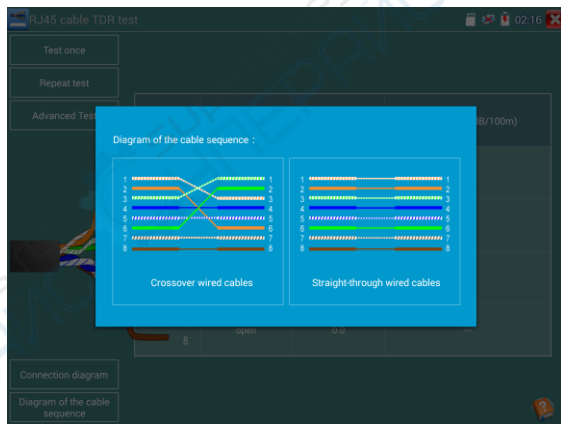 RJ45 cable TDR test
02:16
Test once
Repeat test
Advanced Test
B/100m)
Diagram of the cable sequence :
1 1
2 2
3 3
4 4
5 5
6 6
7 7
8 8
Crossover wired cables
1 1
2 2
3 3
4 4
5 5
6 6
7 7
8 8
Straight-through wired cables
8 open 0.0 --
Connection diagram
Diagram of the cable
sequence